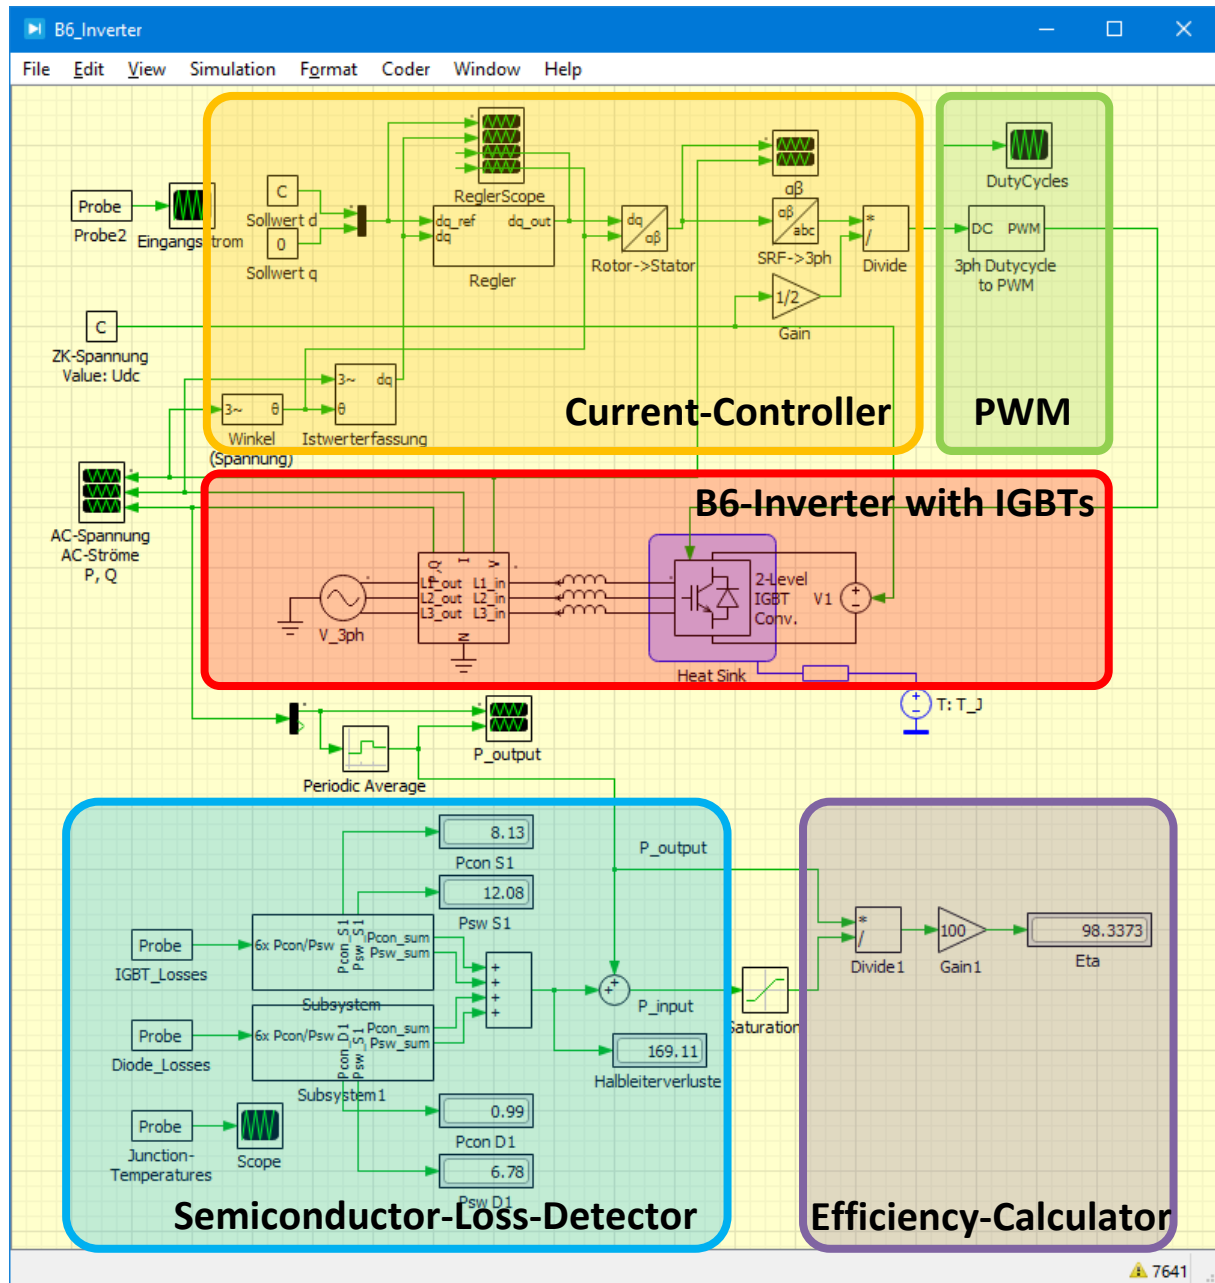 B6_Inverter
File Edit View Simulation Format Coder Window Help
Probe
Probe2
Eingangsstrom
C
Sollwert d
0
Sollwert q
ReglerScope
dq_ref
dq_out
dq
Regler
dq
αβ
Rotor->Stator
αβ
αβ
abc
SRF->3ph
*
/
Divide
1/2
Gain
DutyCycles
DC PWM
3ph Dutycycle
to PWM
C
ZK-Spannung
Value: Udc
3~ dq
θ
Istwerterfassung
3~ θ
Winkel
(Spannung)
Current-Controller
PWM
AC-Spannung
AC-Ströme
P, Q
B6-Inverter with IGBTs
V_3ph
I
V
L1_out L1_in
L2_out L2_in
L3_out L3_in
N
2-Level
IGBT
Conv.
V1
Heat Sink
T: T_J
P_output
Periodic Average
8.13
Pcon S1
12.08
Psw S1
P_output
Probe
IGBT_Losses
6x Pcon/Psw
Pcon_S1
Psw_S1
Pcon_sum
Psw_sum
Subsystem
Probe
Diode_Losses
6x Pcon/Psw
Pcon_D1
Psw_S1
Pcon_sum
Psw_sum
Subsystem1
+
+
+
+
+
+
P_input
169.11
Halbleiterverluste
Saturation
Probe
Junction-
Temperatures
Scope
0.99
Pcon D1
6.78
Psw D1
Semiconductor-Loss-Detector
*
/
Divide1
100
Gain1
98.3373
Eta
Efficiency-Calculator
7641